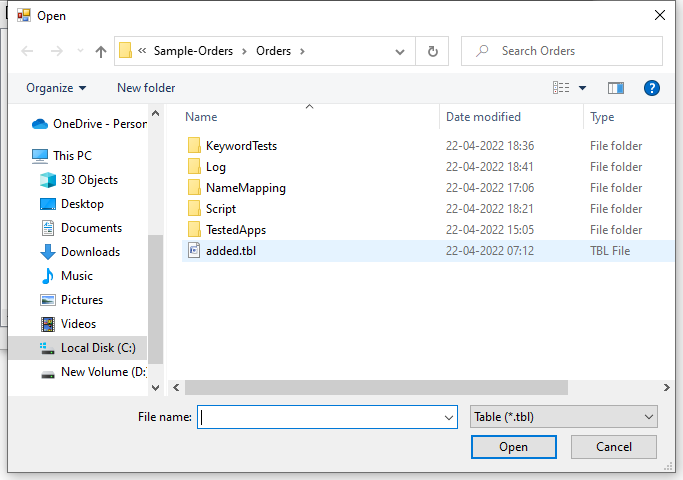 Open
« Sample-Orders > Orders >
Search Orders
Organize
New folder
Name
Date modified
Type
OneDrive - Person
This PC
3D Objects
Desktop
Documents
Downloads
Music
Pictures
Videos
Local Disk (C:)
New Volume (D:
KeywordTests 22-04-2022 18:36 File folder
Log 22-04-2022 18:41 File folder
NameMapping 22-04-2022 17:06 File folder
Script 22-04-2022 18:21 File folder
TestedApps 22-04-2022 15:05 File folder
added.tbl 22-04-2022 07:12 TBL File
File name:
Table (*.tbl)
Open
Cancel